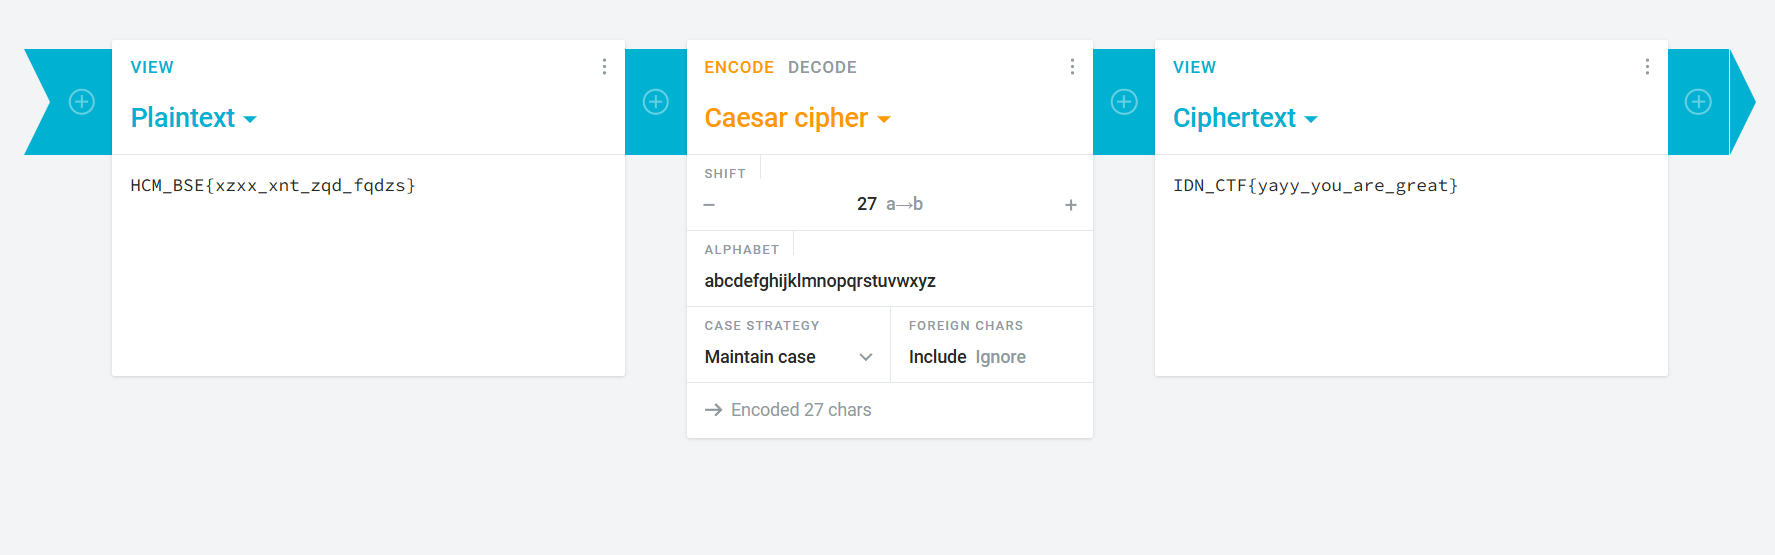 VIEW
Plaintext
HCM_BSE{xzxx_xnt_zqd_fqdzs}
ENCODE DECODE
Caesar cipher
SHIFT
− 27 a→b +
ALPHABET
abcdefghijklmnopqrstuvwxyz
CASE STRATEGY
Maintain case
FOREIGN CHARS
Include Ignore
→ Encoded 27 chars
VIEW
Ciphertext
IDN_CTF{yayy_you_are_great}